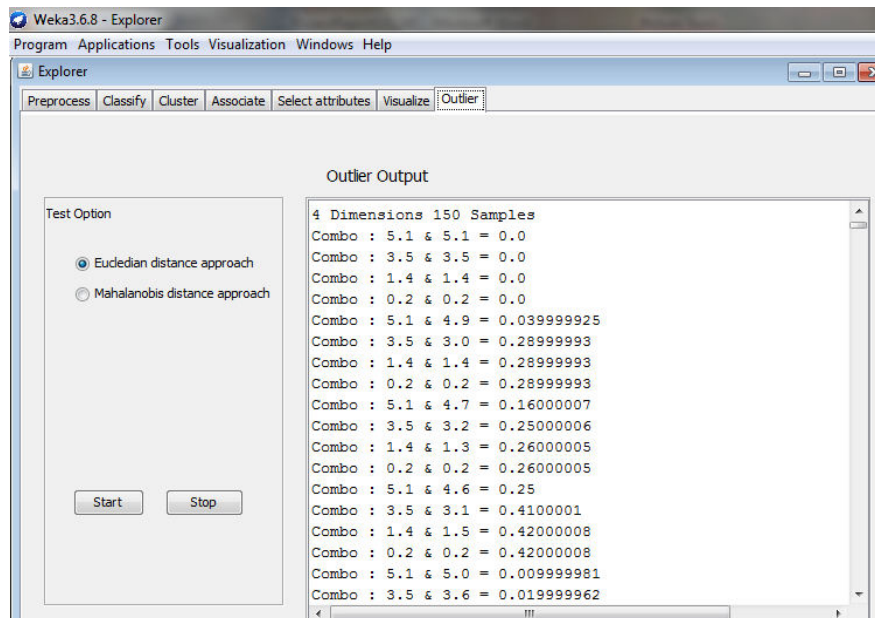 Weka3.6.8 - Explorer
Program Applications Tools Visualization Windows Help
Explorer
Preprocess Classify Cluster Associate Select attributes Visualize Outlier
Outlier Output
Test Option
Eucledian distance approach
Mahalanobis distance approach
Start Stop
4 Dimensions 150 Samples
Combo : 5.1 & 5.1 = 0.0
Combo : 3.5 & 3.5 = 0.0
Combo : 1.4 & 1.4 = 0.0
Combo : 0.2 & 0.2 = 0.0
Combo : 5.1 & 4.9 = 0.039999925
Combo : 3.5 & 3.0 = 0.28999993
Combo : 1.4 & 1.4 = 0.28999993
Combo : 0.2 & 0.2 = 0.28999993
Combo : 5.1 & 4.7 = 0.16000007
Combo : 3.5 & 3.2 = 0.25000006
Combo : 1.4 & 1.3 = 0.26000005
Combo : 0.2 & 0.2 = 0.26000005
Combo : 5.1 & 4.6 = 0.25
Combo : 3.5 & 3.1 = 0.4100001
Combo : 1.4 & 1.5 = 0.42000008
Combo : 0.2 & 0.2 = 0.42000008
Combo : 5.1 & 5.0 = 0.009999981
Combo : 3.5 & 3.6 = 0.019999962